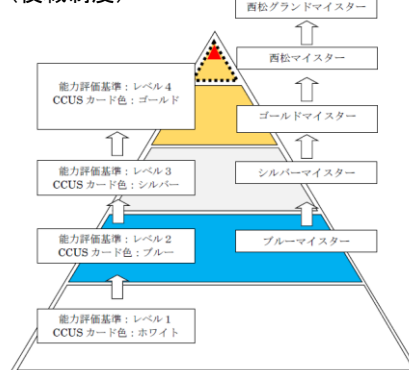 西松グランドマイスター
西松マイスター
能力評価基準：レベル4
CCUSカード色：ゴールド
ゴールドマイスター
能力評価基準：レベル3
CCUSカード色：シルバー
シルバーマイスター
能力評価基準：レベル2
CCUSカード色：ブルー
ブルーマイスター
能力評価基準：レベル1
CCUSカード色：ホワイト